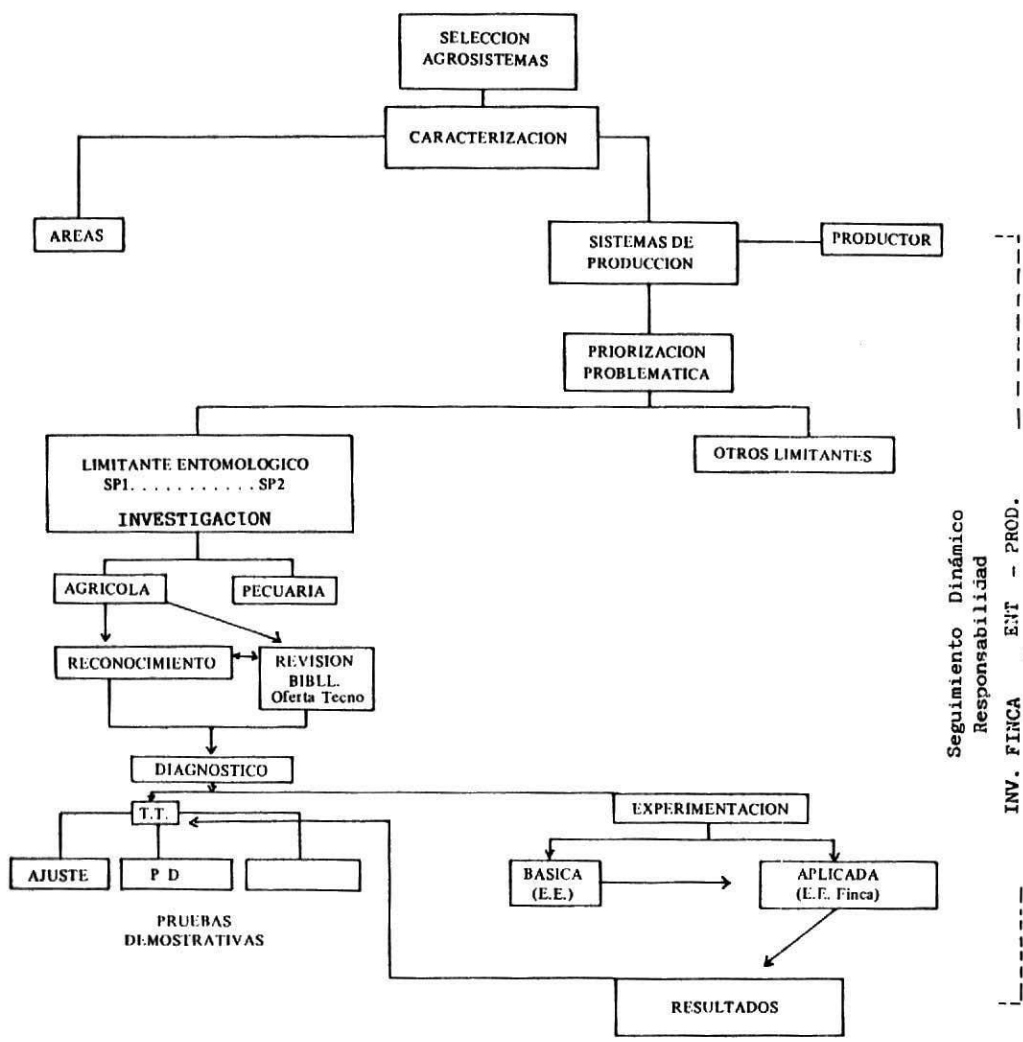 SELECCION
AGROSISTEMAS
CARACTERIZACION
AREAS
SISTEMAS DE
PRODUCCION
PRODUCTOR
PRIORIZACION
PROBLEMATICA
LIMITANTE ENTOMOLOGICO
SP1. . . . . . . . . . . SP2
INVESTIGACION
OTROS LIMITANTES
AGRICOLA
PECUARIA
RECONOCIMIENTO
REVISION
BIBLL.
Oferta Tecno
DIAGNOSTICO
T.T.
EXPERIMENTACION
AJUSTE
P D
BASICA
(E.E.)
APLICADA
(E.E. Finca)
PRUEBAS
DEMOSTRATIVAS
RESULTADOS
Seguimiento Dinámico
Responsabilidad
INV. FINCA ENT - PROD.